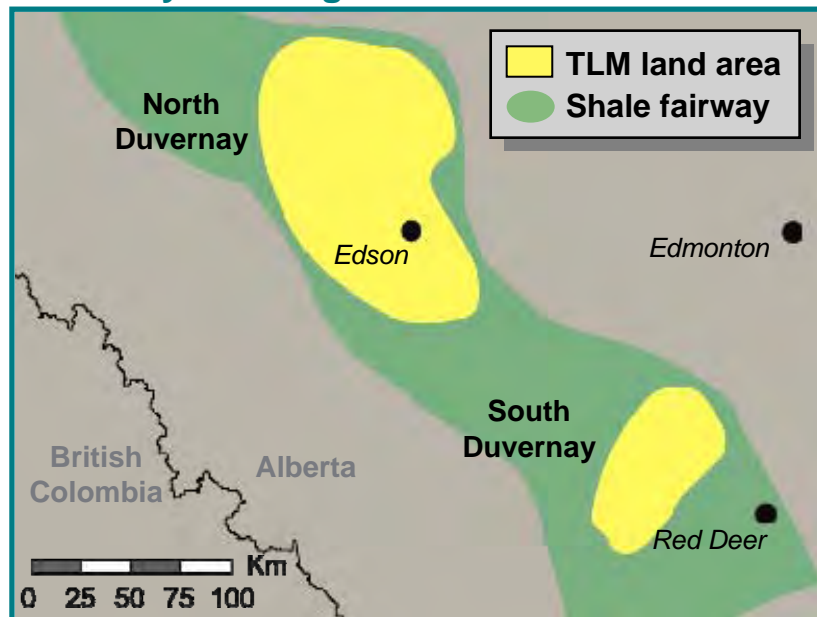 TLM land area
Shale fairway
North
Duvernay
Edson
Edmonton
South
Duvernay
British
Colombia
Alberta
Red Deer
Km
0 25 50 75 100